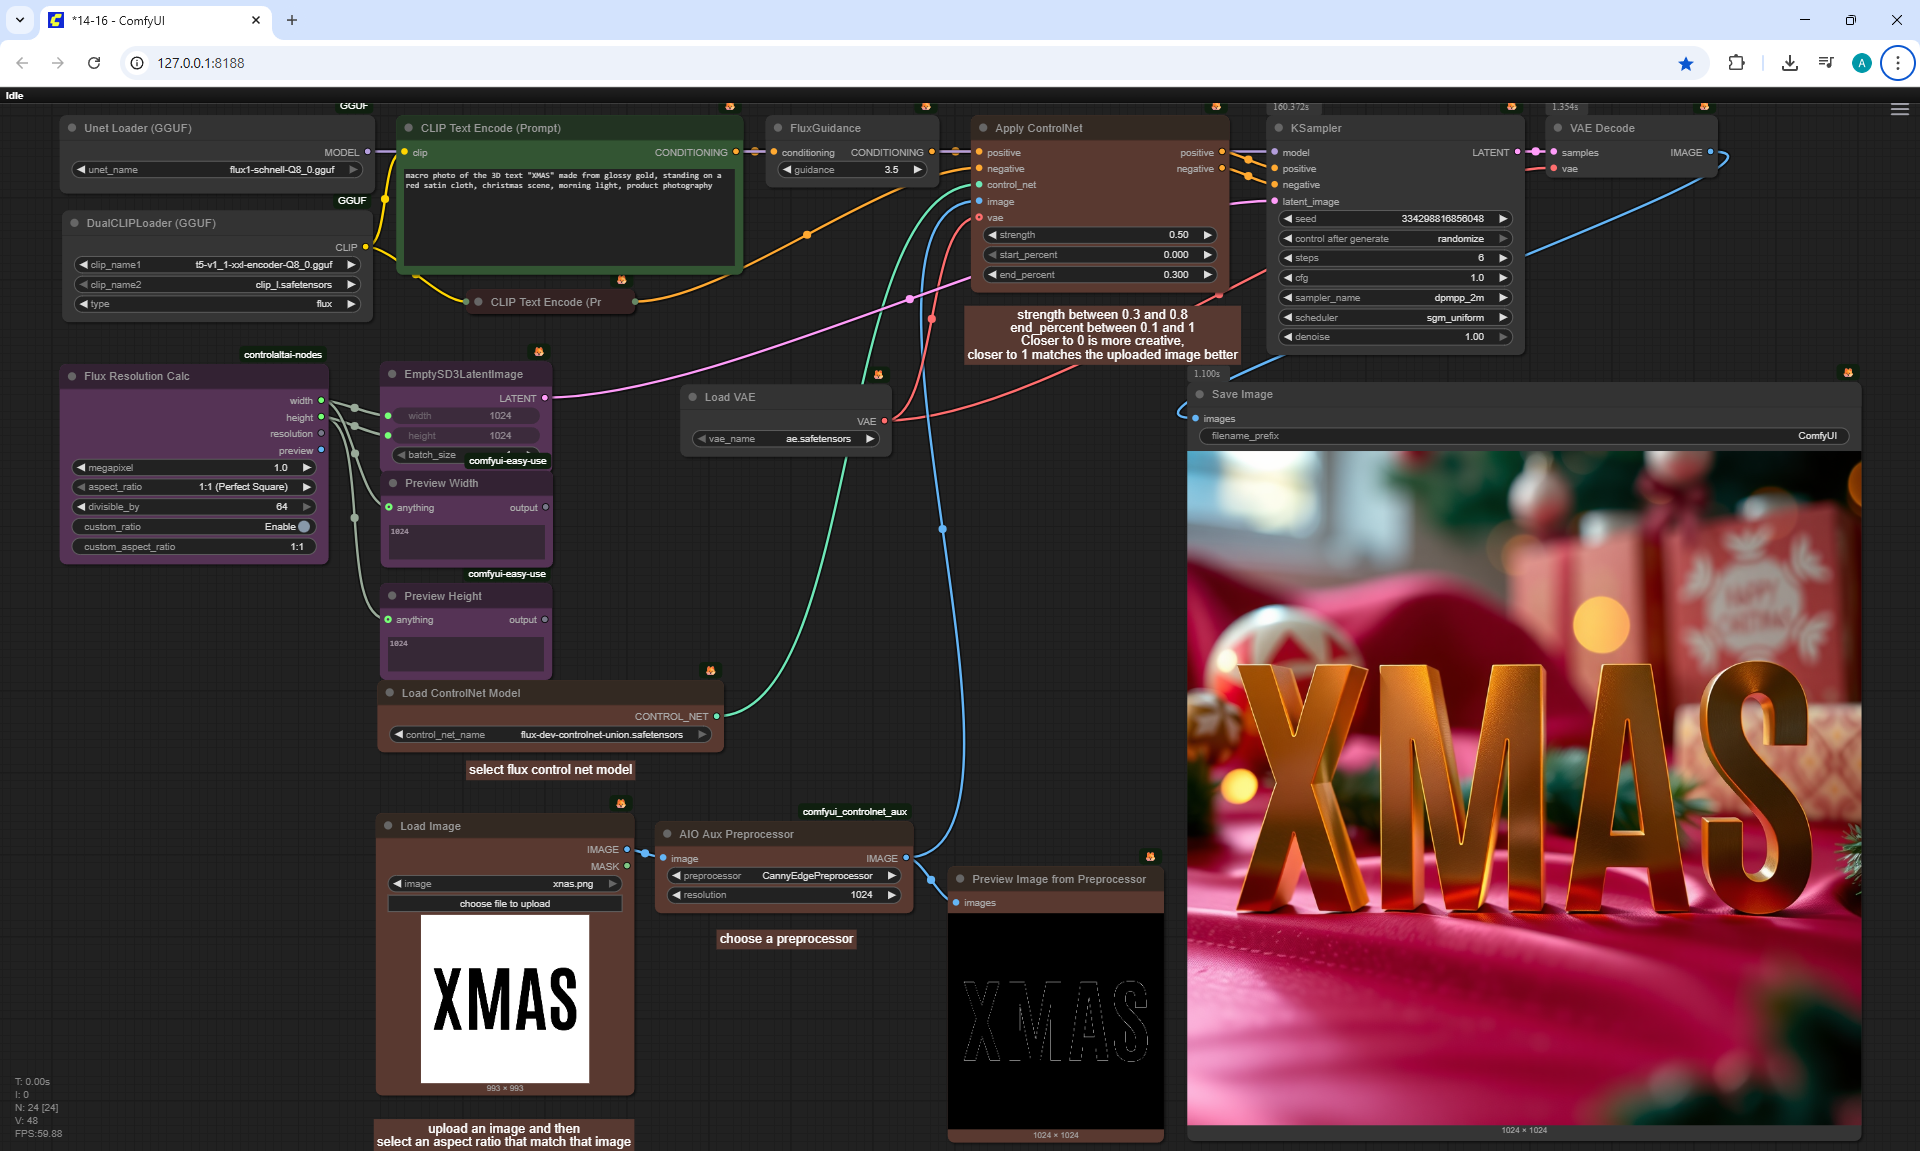 *14-16 - ComfyUI
127.0.0.1:8188
Idle
GGUF
Unet Loader (GGUF)
MODEL
unet_name flux1-schnell-Q8_0.gguf
GGUF
DualCLIPLoader (GGUF)
CLIP
clip_name1 t5-v1_1-xxl-encoder-Q8_0.gguf
clip_name2 clip_l.safetensors
type flux
CLIP Text Encode (Prompt)
clip CONDITIONING
macro photo of the 3D text "XMAS" made from glossy gold, standing on a
red satin cloth, christmas scene, morning light, product photography
CLIP Text Encode (Pr
FluxGuidance
conditioning CONDITIONING
guidance 3.5
Apply ControlNet
positive positive
negative negative
control_net
image
vae
strength 0.50
start_percent 0.000
end_percent 0.300
strength between 0.3 and 0.8
end_percent between 0.1 and 1
Closer to 0 is more creative,
closer to 1 matches the uploaded image better
160.372s
KSampler
model LATENT
positive
negative
latent_image
seed 334298816856048
control after generate randomize
steps 6
cfg 1.0
sampler_name dpmpp_2m
scheduler sgm_uniform
denoise 1.00
1.354s
VAE Decode
samples IMAGE
vae
controlaltai-nodes
Flux Resolution Calc
width
height
resolution
preview
megapixel 1.0
aspect_ratio 1:1 (Perfect Square)
divisible_by 64
custom_ratio Enable
custom_aspect_ratio 1:1
EmptySD3LatentImage
LATENT
width 1024
height 1024
batch_size
comfyui-easy-use
Preview Width
anything output
1024
comfyui-easy-use
Preview Height
anything output
1024
Load VAE
VAE
vae_name ae.safetensors
Load ControlNet Model
CONTROL_NET
control_net_name flux-dev-controlnet-union.safetensors
select flux control net model
Load Image
IMAGE
MASK
image xnas.png
choose file to upload
XMAS
993 × 993
upload an image and then
select an aspect ratio that match that image
comfyui_controlnet_aux
AIO Aux Preprocessor
image IMAGE
preprocessor CannyEdgePreprocessor
resolution 1024
choose a preprocessor
Preview Image from Preprocessor
images
XMAS
1024 × 1024
1.100s
Save Image
images
filename_prefix ComfyUI
XMAS
1024 × 1024
T: 0.00s
I: 0
N: 24 [24]
V: 48
FPS:59.88
A